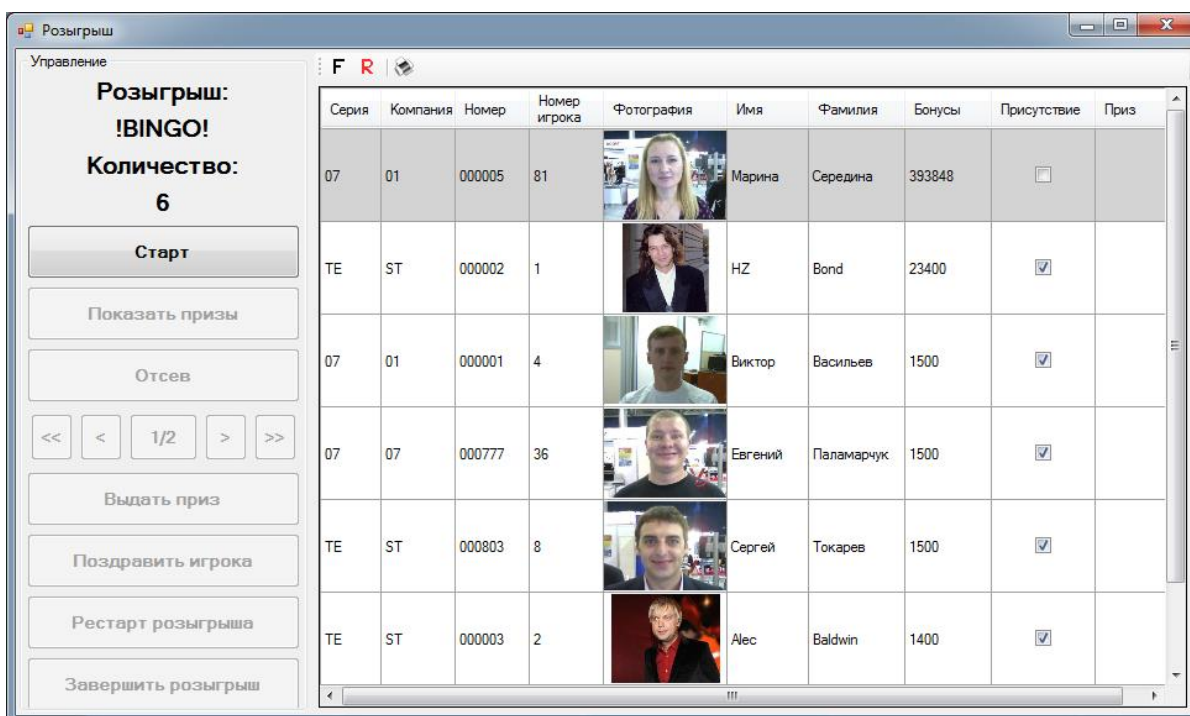 Розыгрыш
Управление
Розыгрыш:
!BINGO!
Количество:
6
Старт
Показать призы
Отсев
<< < 1/2 > >>
Выдать приз
Поздравить игрока
Рестарт розыгрыша
Завершить розыгрыш
F R
Серия Компания Номер Номер игрока Фотография Имя Фамилия Бонусы Присутствие Приз
07 01 000005 81 Марина Середина 393848
TE ST 000002 1 HZ Bond 23400
07 01 000001 4 Виктор Васильев 1500
07 07 000777 36 Евгений Паламарчук 1500
TE ST 000803 8 Сергей Токарев 1500
TE ST 000003 2 Alec Baldwin 1400